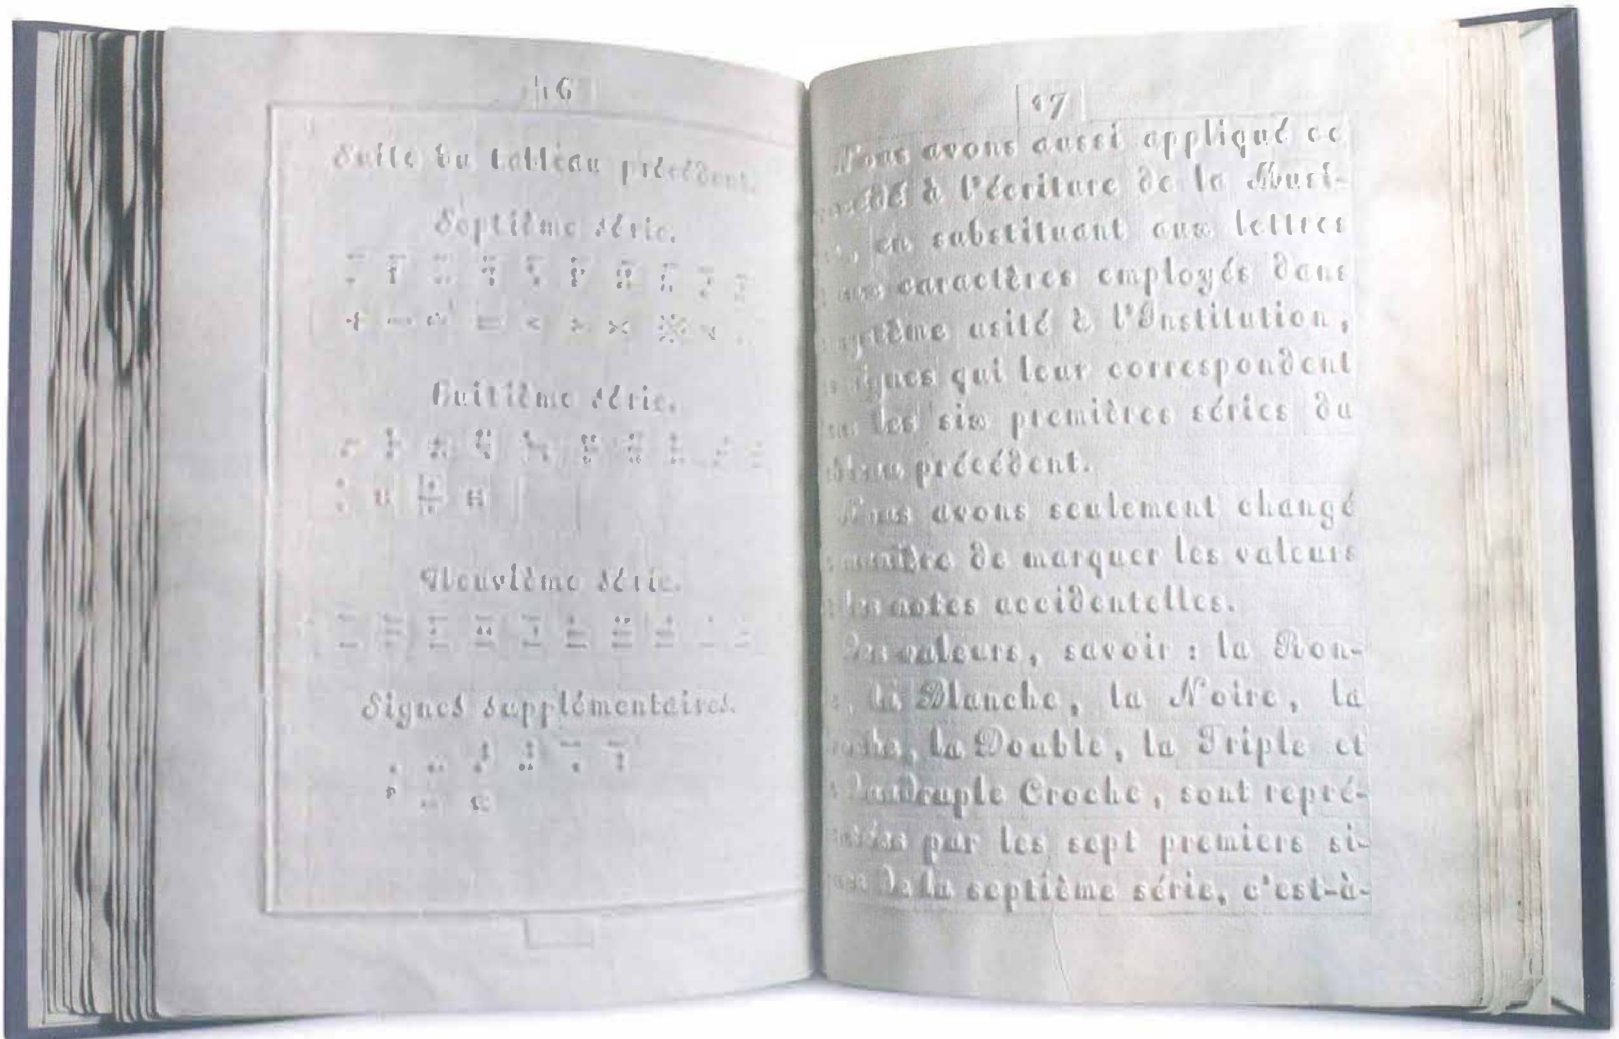 16
Suite du tableau précédent.
Septième série.
Huitième série.
Neuvième série.
Signes supplémentaires.
17
Nous avons aussi appliqué ce
à l'écriture de la Musi-
en substituant aux lettres
caractères employés dans
usité à l'Institution,
signes qui leur correspondent
les six premières séries du
précédent.
Nous avons seulement changé
de marquer les valeurs
les notes accidentelles.
Les valeurs, savoir : la Ron-
la Blanche, la Noire, la
la Double, la Triple et
Quadruple Croche, sont repré-
par les sept premiers si-
de la septième série, c'est-à-